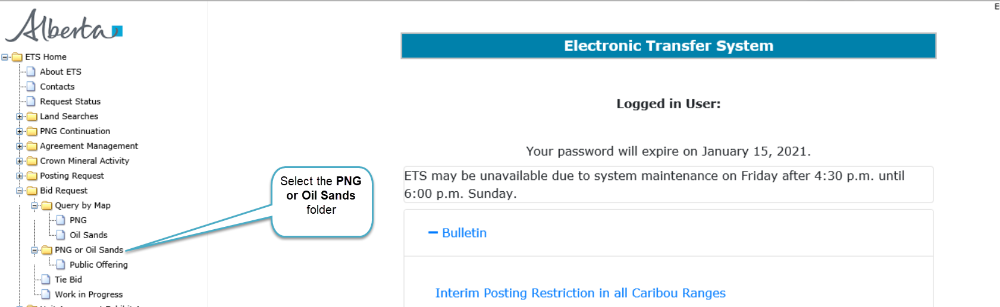 E
Alberta
ETS Home
About ETS
Contacts
Request Status
Land Searches
PNG Continuation
Agreement Management
Crown Mineral Activity
Posting Request
Bid Request
Query by Map
PNG
Oil Sands
PNG or Oil Sands
Public Offering
Tie Bid
Work in Progress
Select the PNG
or Oil Sands
folder
Electronic Transfer System
Logged in User:
Your password will expire on January 15, 2021.
ETS may be unavailable due to system maintenance on Friday after 4:30 p.m. until
6:00 p.m. Sunday.
Bulletin
Interim Posting Restriction in all Caribou Ranges